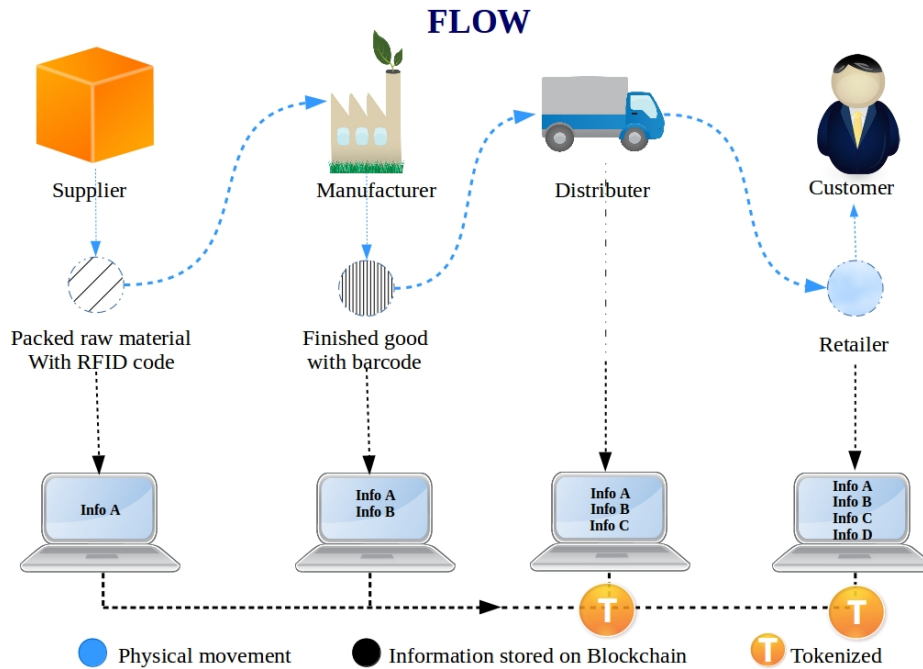 FLOW
Supplier
Manufacturer
Distributer
Customer
Packed raw material
With RFID code
Finished good
with barcode
Retailer
Info A
Info A
Info B
Info A
Info B
Info C
Info A
Info B
Info C
Info D
T
T
Physical movement
Information stored on Blockchain
T
Tokenized